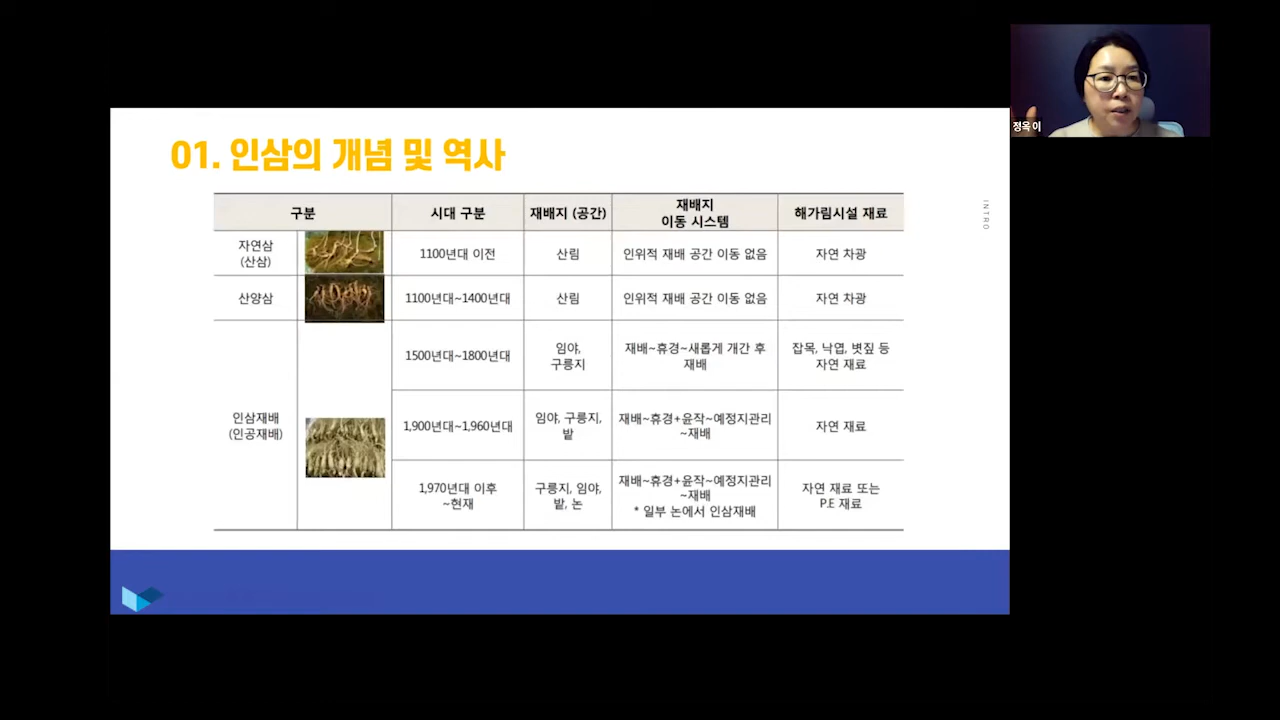 정옥 이
01. 인삼의 개념 및 역사
INTRO
구분
시대 구분
재배지 (공간)
재배지
이동 시스템
해가림시설 재료
자연삼
(산삼)
1100년대 이전
산림
인위적 재배 공간 이동 없음
자연 차광
산양삼
1100년대~1400년대
산림
인위적 재배 공간 이동 없음
자연 차광
인삼재배
(인공재배)
1500년대~1800년대
임야,
구릉지
재배~휴경~새롭게 개간 후
재배
잡목, 낙엽, 볏짚 등
자연 재료
1,900년대~1,960년대
임야, 구릉지,
밭
재배~휴경+윤작~예정지관리
~재배
자연 재료
1,970년대 이후
~현재
구릉지, 임야,
밭, 논
재배~휴경+윤작~예정지관리
~재배
* 일부 논에서 인삼재배
자연 재료 또는
P.E 재료